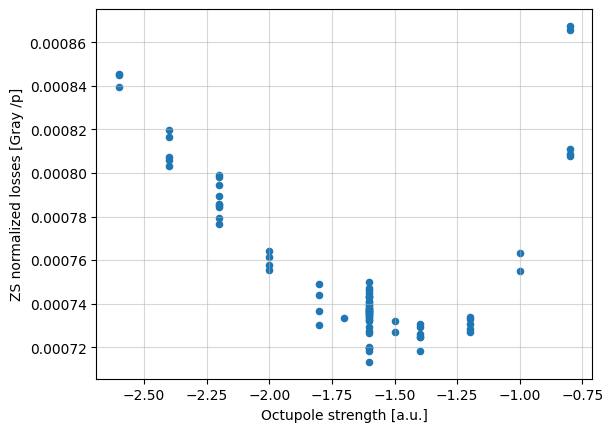 ZS normalized losses [Gray /p]
0.00086
0.00084
0.00082
0.00080
0.00078
0.00076
0.00074
0.00072
−2.50 −2.25 −2.00 −1.75 −1.50 −1.25 −1.00 −0.75
Octupole strength [a.u.]